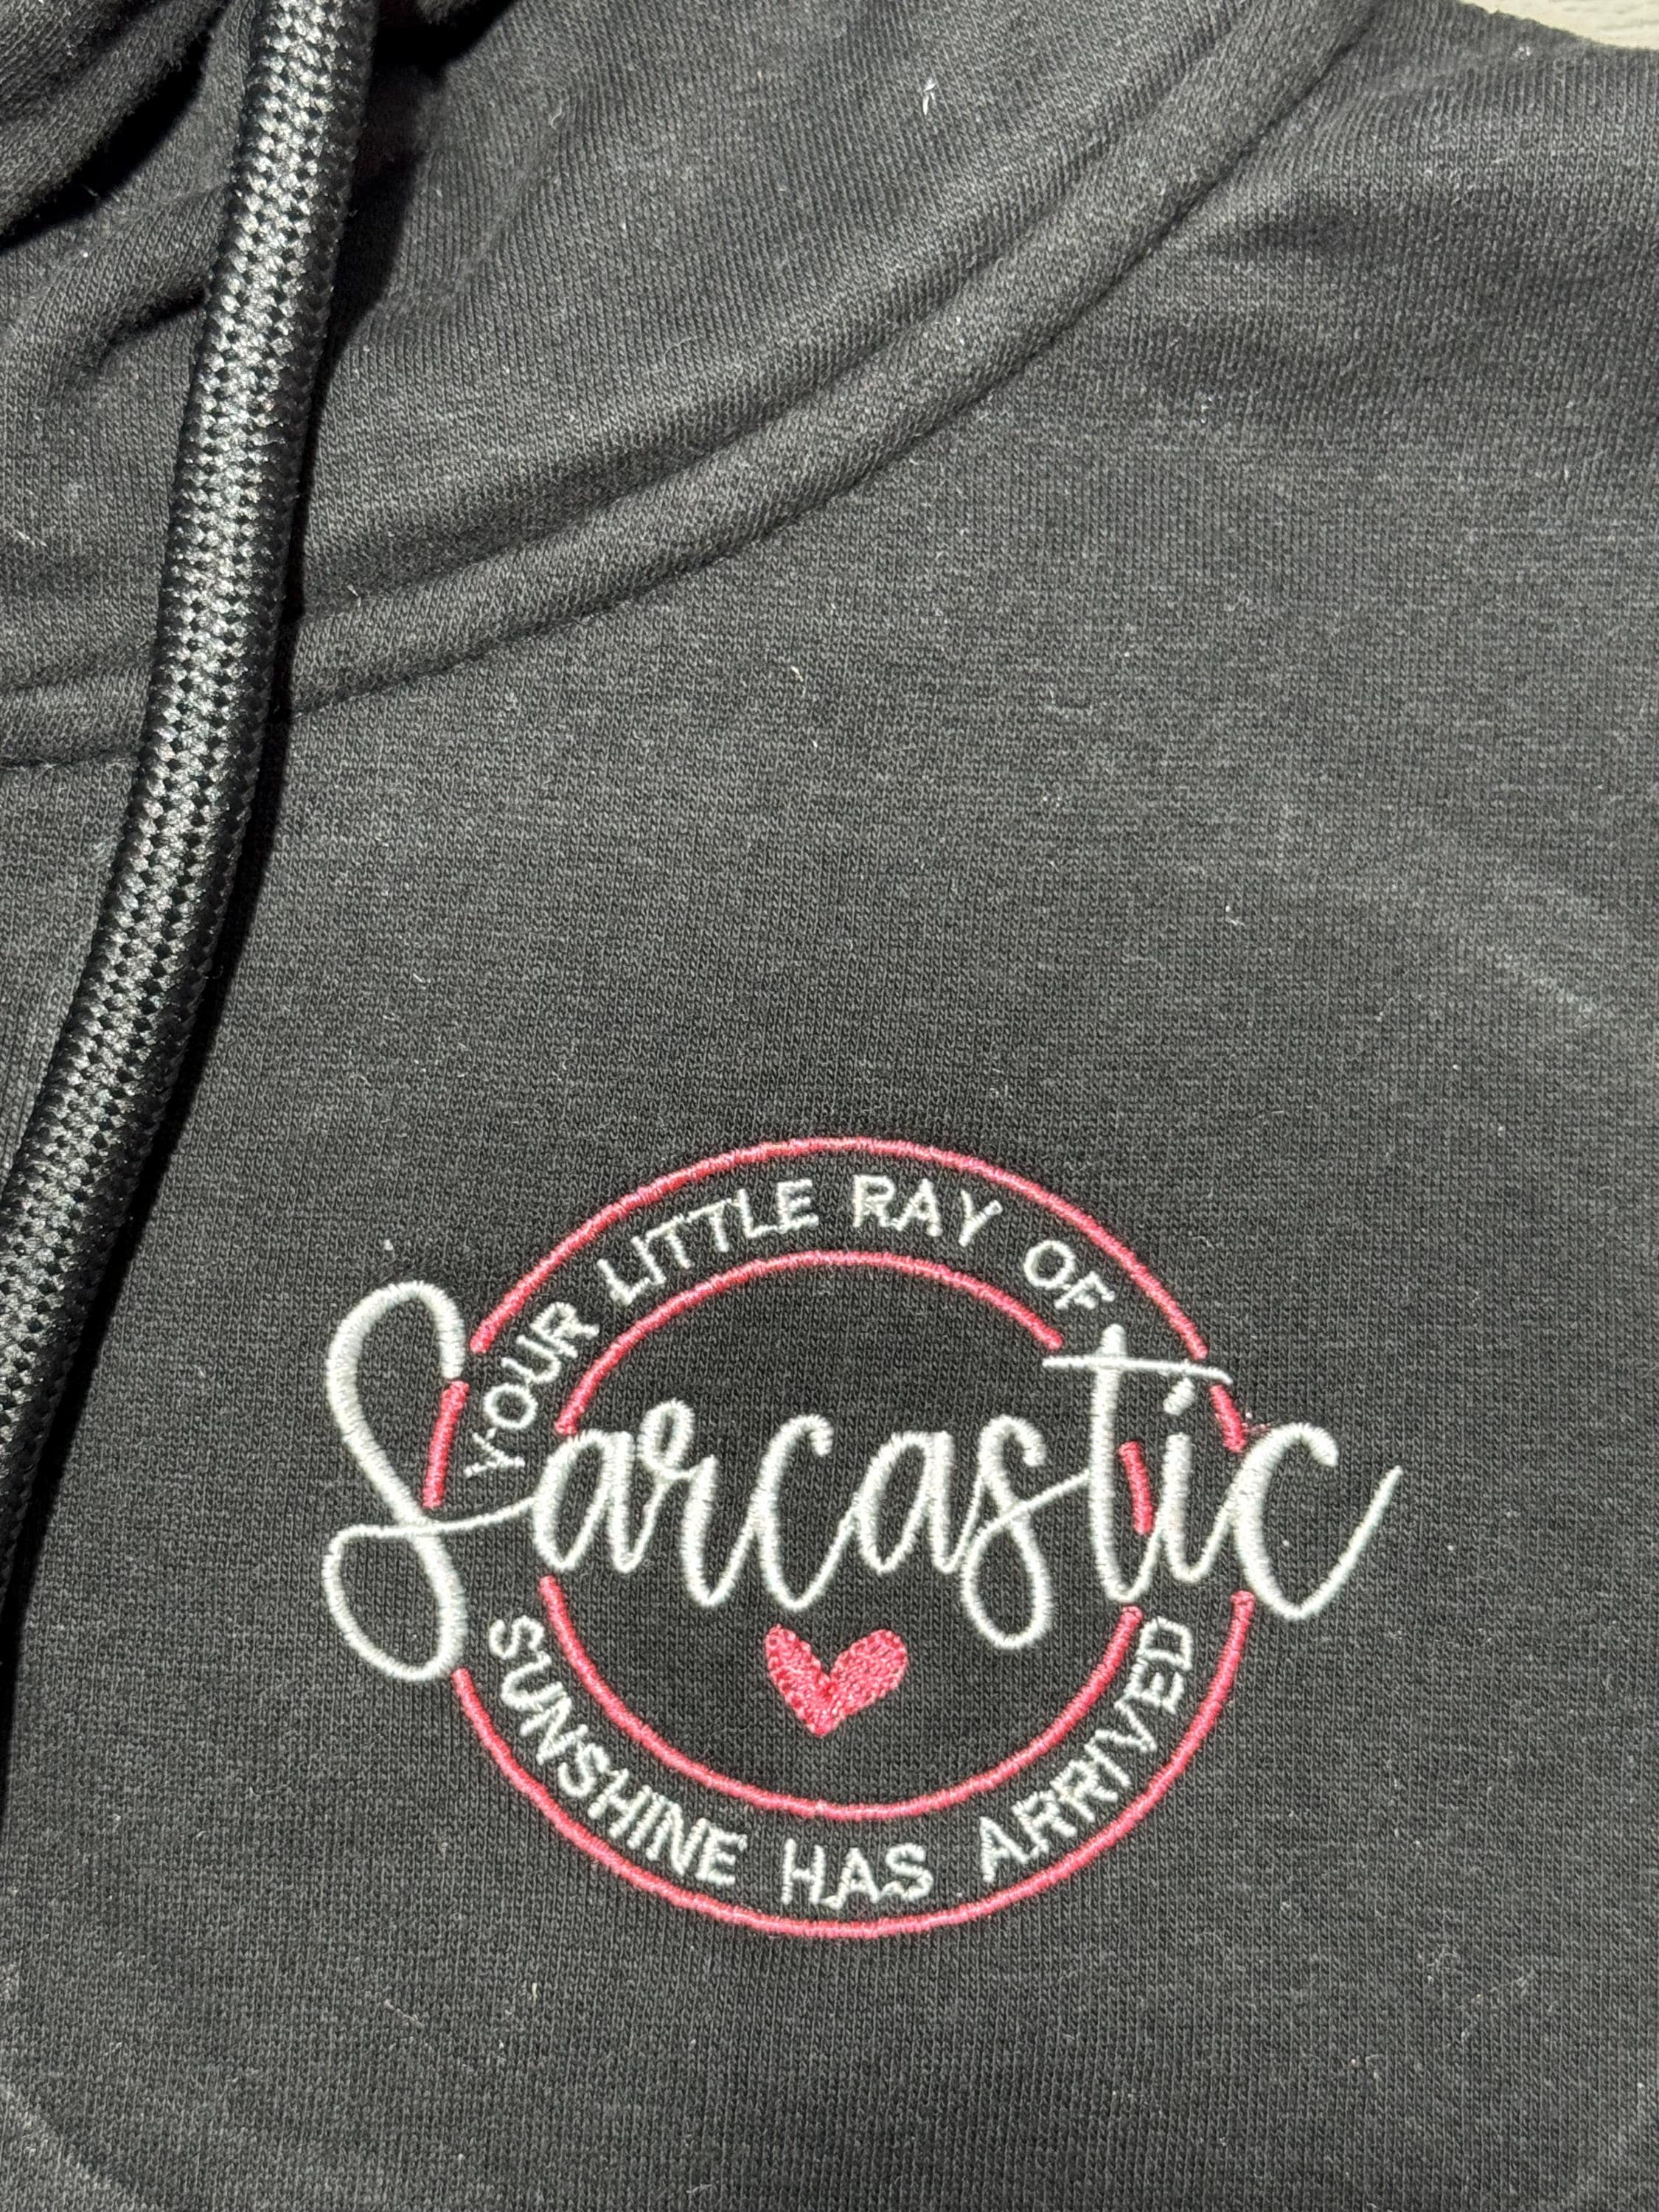 YOUR LITTLE RAY OF
Sarcastic
SUNSHINE HAS ARRIVED